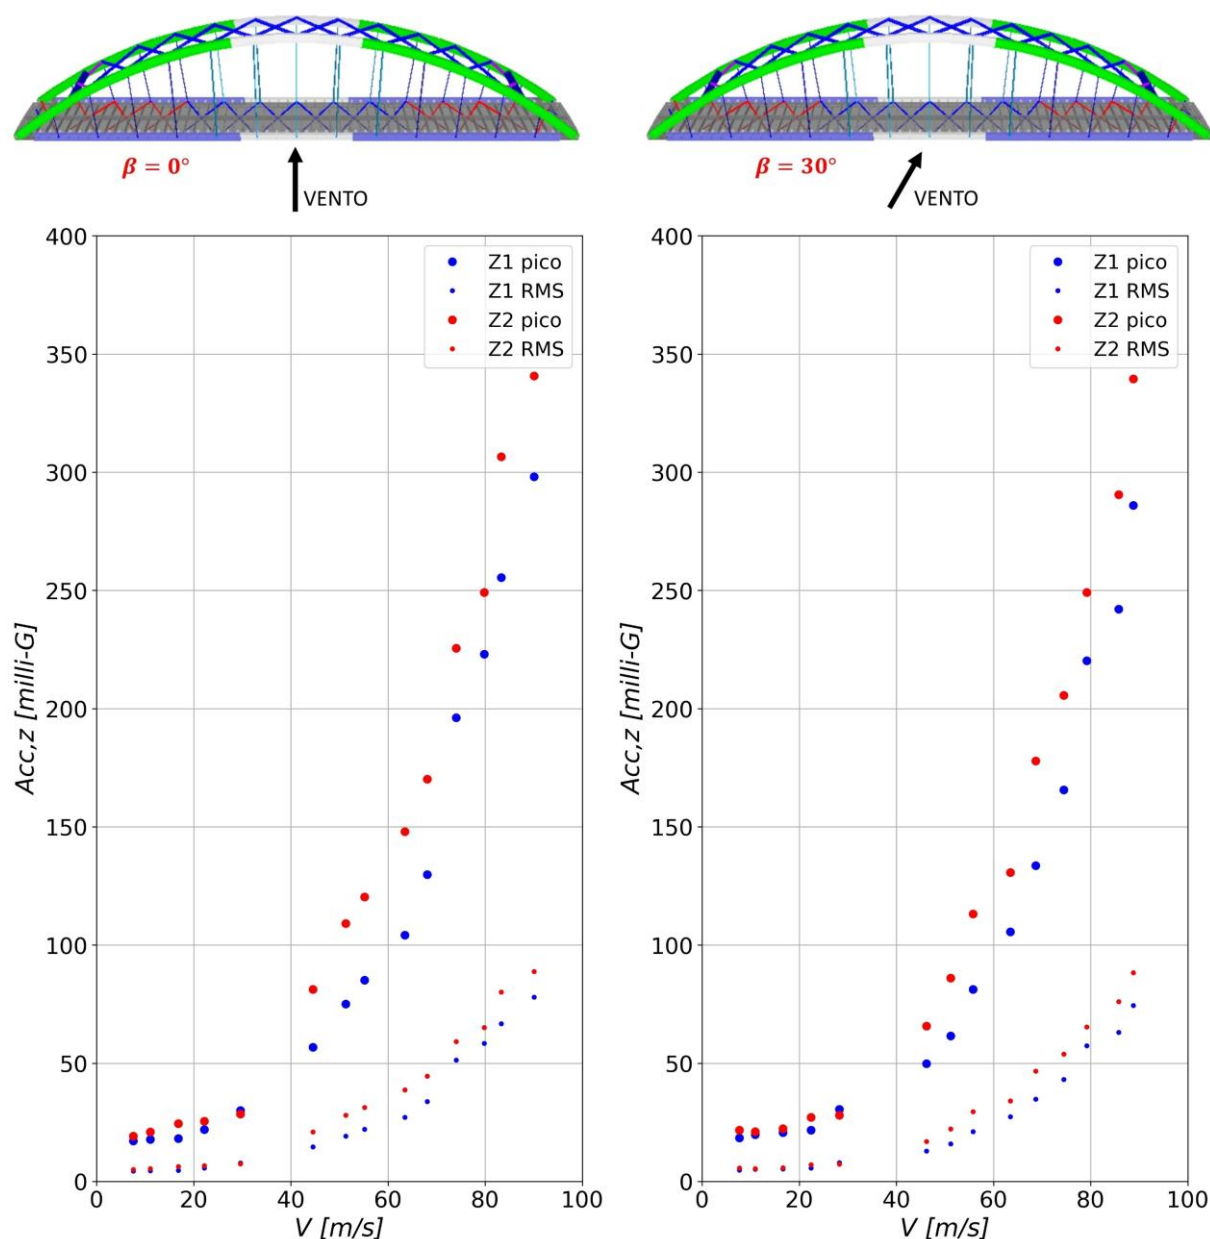 β = 0°
VENTO
400
350
300
250
200
150
100
50
0
Acc,z [milli-G]
Z1 pico
Z1 RMS
Z2 pico
Z2 RMS
0 20 40 60 80 100
V [m/s]
β = 30°
VENTO
400
350
300
250
200
150
100
50
0
Acc,z [milli-G]
Z1 pico
Z1 RMS
Z2 pico
Z2 RMS
0 20 40 60 80 100
V [m/s]